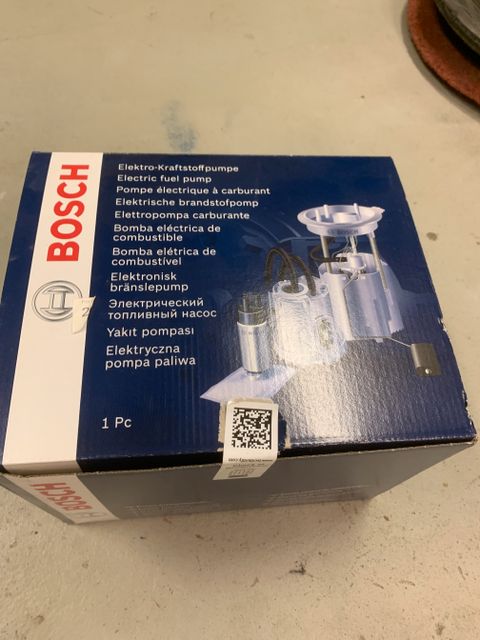 BOSCH
Elektro-Kraftstoffpumpe
Electric fuel pump
Pompe électrique à carburant
Elektrische brandstofpomp
Elettropompa carburante
Bomba eléctrica de
combustible
Bomba elétrica de
combustível
Elektronisk
bränslepump
Электрический
топливный насос
Yakıt pompası
Elektryczna
pompa paliwa
2
1 Pc
BOSCH